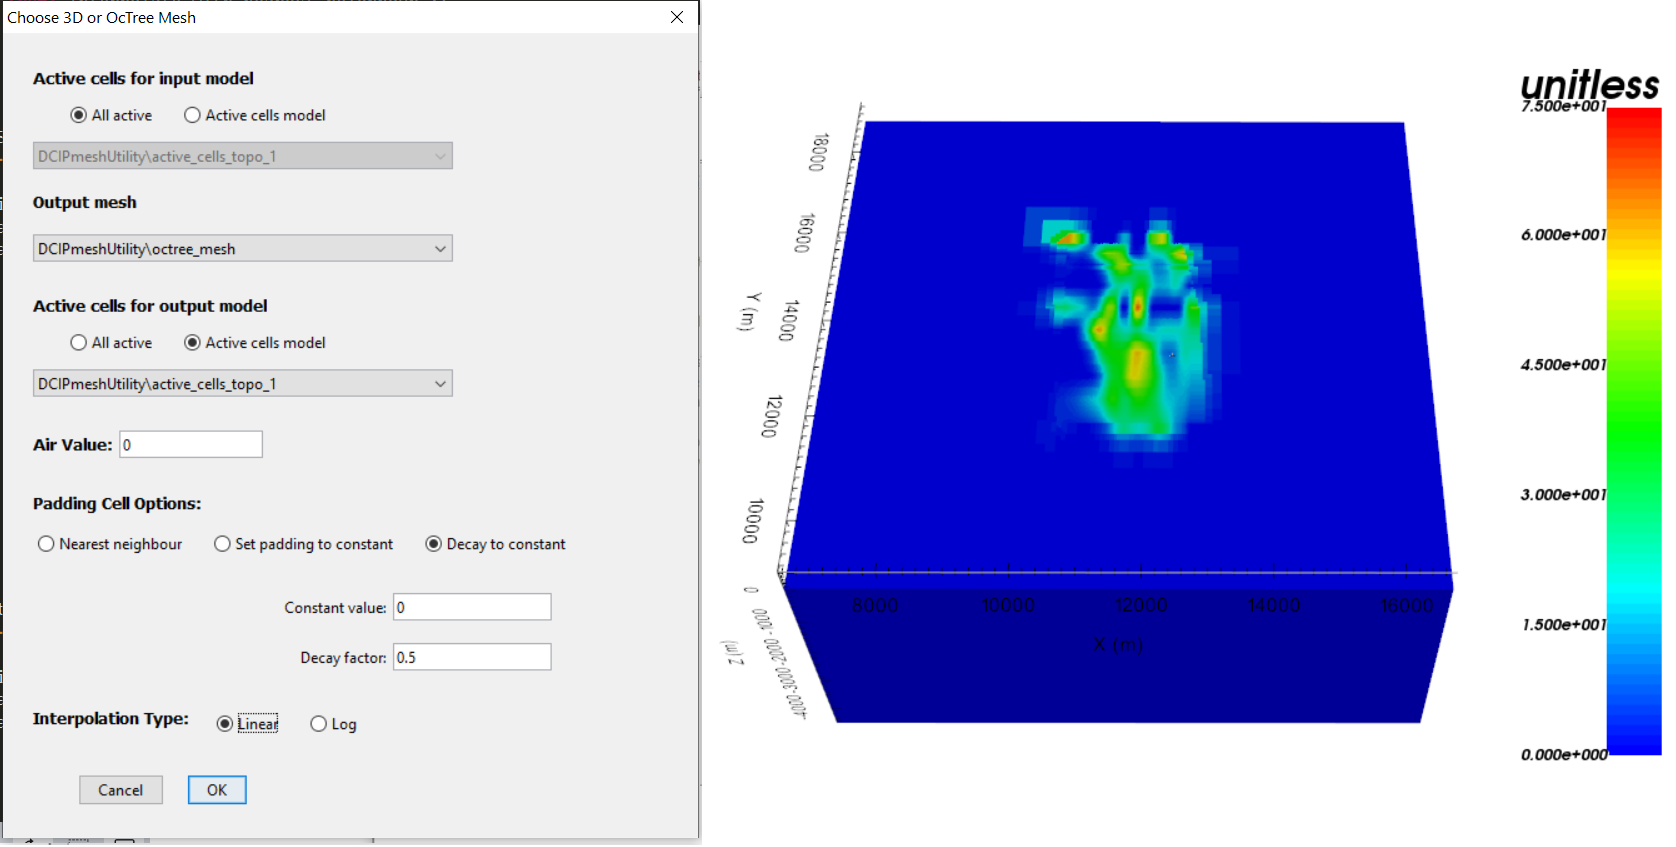 Choose 3D or OcTree Mesh
Active cells for input model
All active
Active cells model
DCIPmeshUtility\active_cells_topo_1
Output mesh
DCIPmeshUtility\octree_mesh
Active cells for output model
All active
Active cells model
DCIPmeshUtility\active_cells_topo_1
Air Value: 0
Padding Cell Options:
Nearest neighbour
Set padding to constant
Decay to constant
Constant value: 0
Decay factor: 0.5
Interpolation Type:
Linear
Log
Cancel
OK
18000
16000
14000
12000
10000
Y (m)
0
-1000
-2000
-3000
-4000
Z (m)
8000
10000
12000
14000
16000
X (m)
unitless
7.500e+001
6.000e+001
4.500e+001
3.000e+001
1.500e+001
0.000e+000